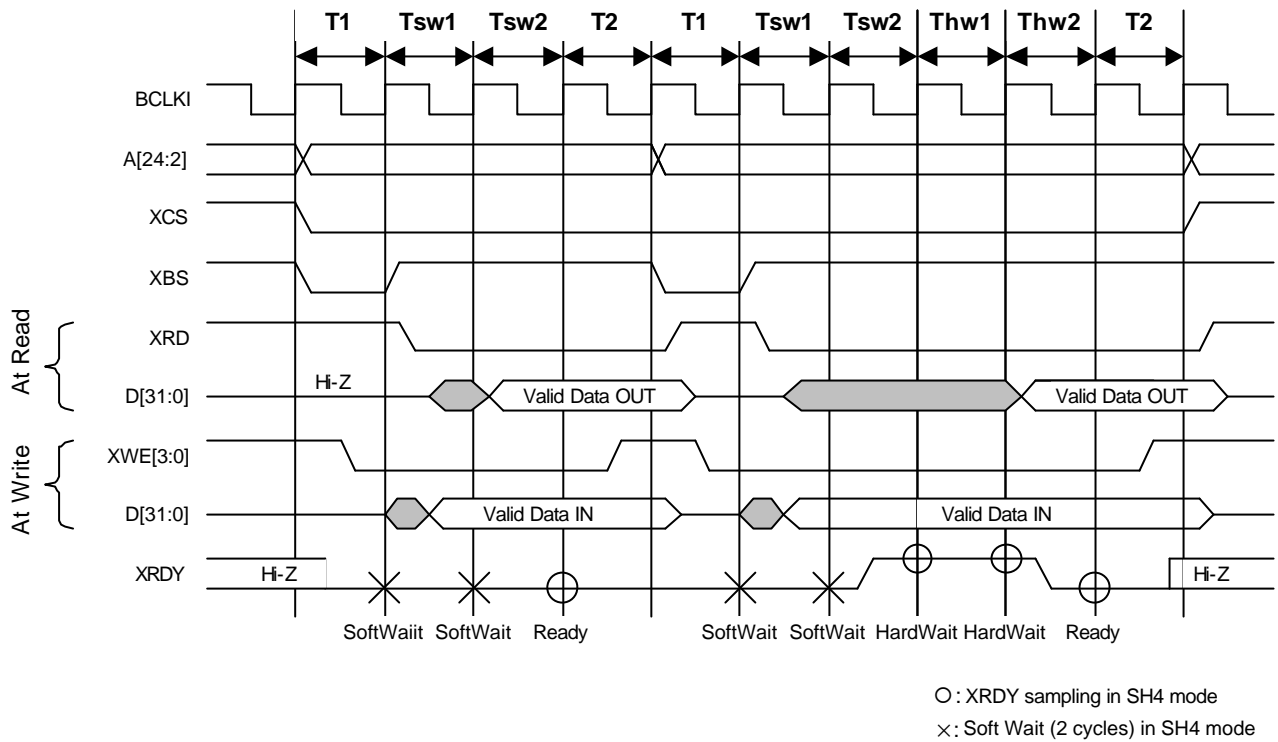 T1 Tsw1 Tsw2 T2 T1 Tsw1 Tsw2 Thw1 Thw2 T2
BCLKI
A[24:2]
XCS
XBS
At Read
XRD
Hi-Z
D[31:0] Valid Data OUT Valid Data OUT
At Write
XWE[3:0]
D[31:0] Valid Data IN Valid Data IN
XRDY Hi-Z Hi-Z
SoftWaiit SoftWait Ready SoftWait SoftWait HardWait HardWait Ready
O: XRDY sampling in SH4 mode
×: Soft Wait (2 cycles) in SH4 mode